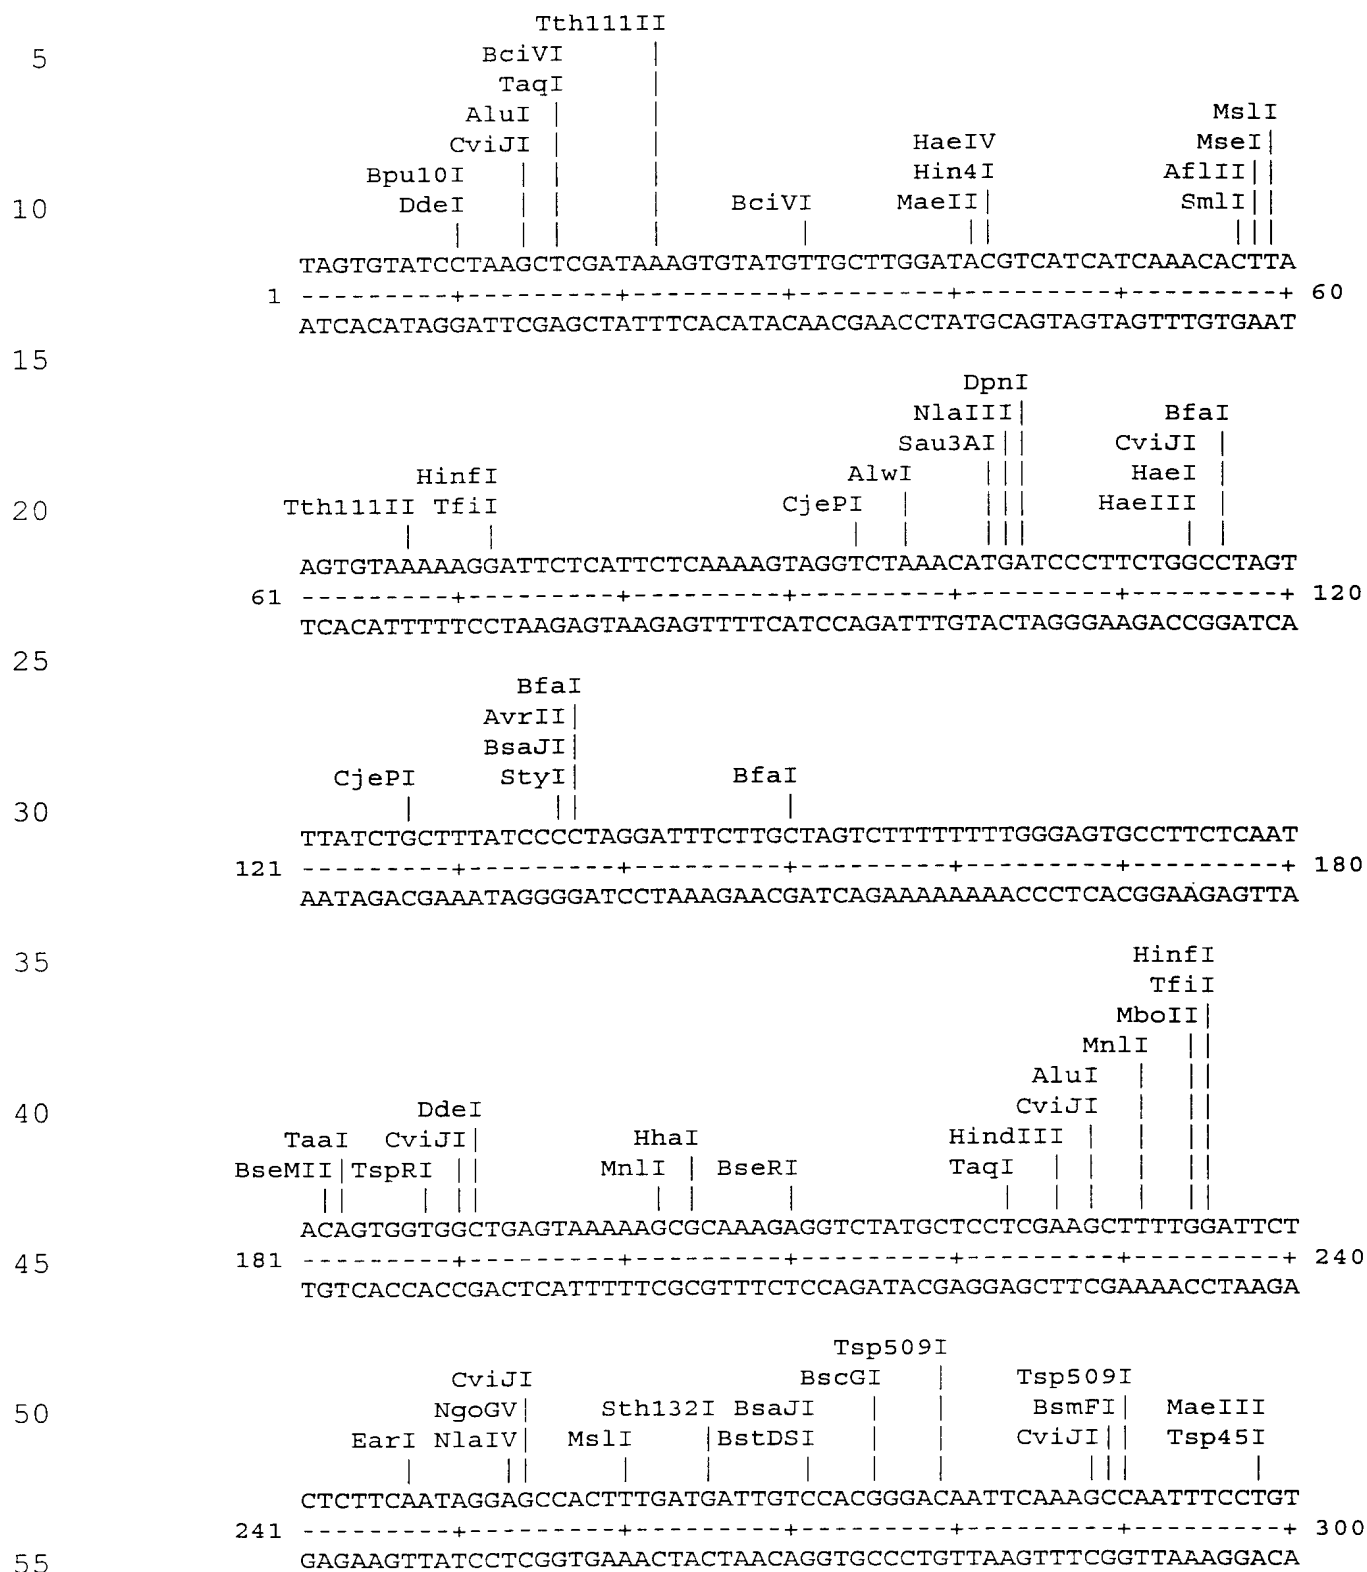 Tth111II
5
BciVI
TaqI
AluI
MslI
CviJI HaeIV MseI
Bpu10I Hin4I AflII
10 DdeI BciVI MaeII SmlI
TAGTGTATCCTAAGCTCGATAAAGTGTATGTTGCTTGGATACGTCATCATCAAACACTTA
1 ---------+---------+---------+---------+---------+---------+ 60
ATCACATAGGATTCGAGCTATTTCACATACAACGAACCTATGCAGTAGTAGTTTGTGAAT
15
DpnI
NlaIII BfaI
Sau3AI CviJI
HinfI AlwI HaeI
20 Tth111II TfiI CjePI HaeIII
AGTGTAAAAAGGATTCTCATTCTCAAAAGTAGGTCTAAACATGATCCCTTCTGGCCTAGT
61 ---------+---------+---------+---------+---------+---------+ 120
TCACATTTTTCCTAAGAGTAAGAGTTTTCATCCAGATTTGTACTAGGGAAGACCGGATCA
25
BfaI
AvrII
BsaJI
CjePI StyI BfaI
30
TTATCTGCTTTATCCCCTAGGATTTCTTGCTAGTCTTTTTTTGGGAGTGCCTTCTCAAT
121 ---------+---------+---------+---------+---------+---------+ 180
AATAGACGAAATAGGGGATCCTAAAGAACGATCAGAAAAAAAACCCTCACGGAAGAGTTA
35 HinfI
TfiI
MboII
MnlI
AluI
40 DdeI CviJI
TaaI CviJI HhaI HindIII
BseMII TspRI MnlI BseRI TaqI
ACAGTGGTGGCTGAGTAAAAAGCGCAAAGAGGTCTATGCTCCTCGAAGCTTTTGGATTCT
45 181 ---------+---------+---------+---------+---------+---------+ 240
TGTCACCACCGACTCATTTTTCGCGTTTCTCCAGATACGAGGAGCTTCGAAAACCTAAGA
Tsp509I
CviJI BscGI Tsp509I
50 NgoGV Sth132I BsaJI BsmFI MaeIII
EarI NlaIV MslI BstDSI CviJI Tsp45I
CTCTTCAATAGGAGCCACTTTGATGATTGTCCACGGGACAATTCAAAGCCAATTTCCTGT
241 ---------+---------+---------+---------+---------+---------+ 300
55 GAGAAGTTATCCTCGGTGAAACTACTAACAGGTGCCCTGTTAAGTTTCGGTTAAAGGACA